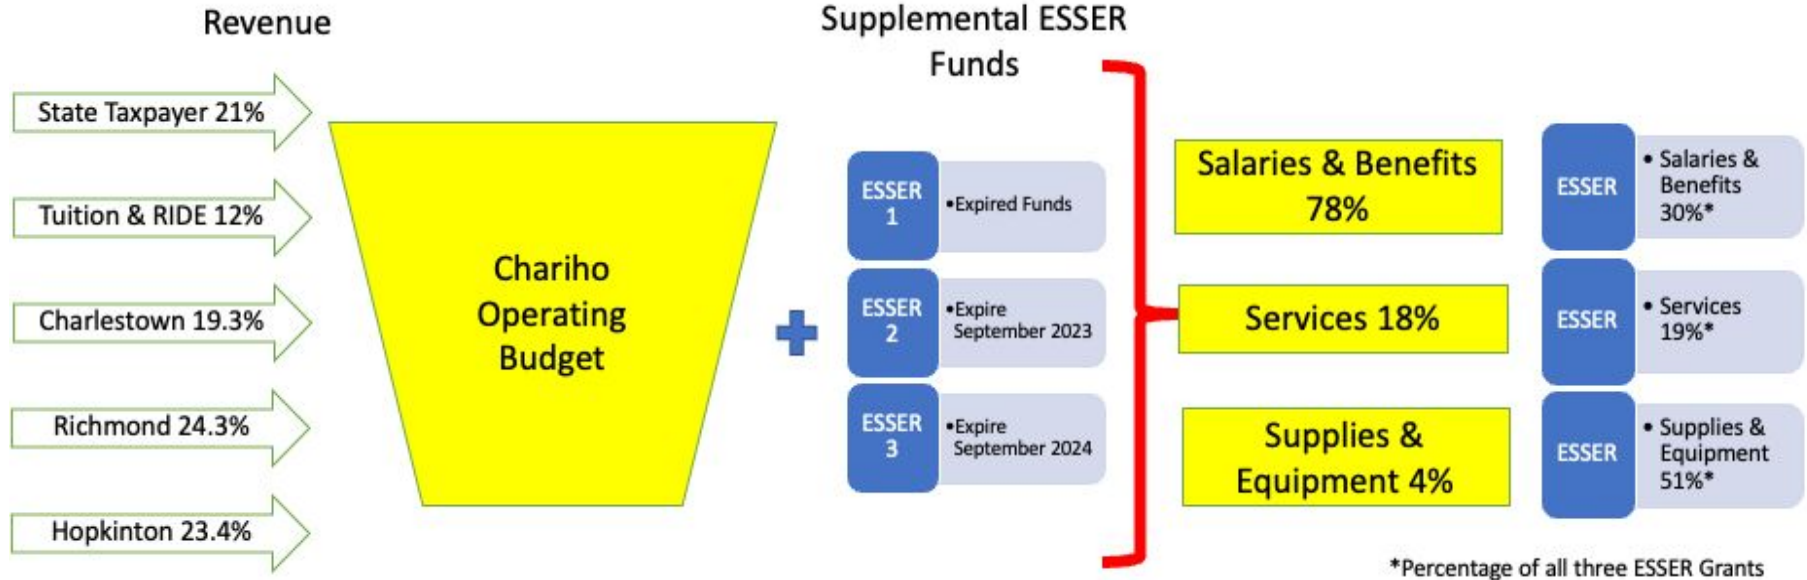 Revenue
State Taxpayer 21%
Tuition & RIDE 12%
Charlestown 19.3%
Richmond 24.3%
Hopkinton 23.4%
Chariho
Operating
Budget
Supplemental ESSER
Funds
ESSER
1
•Expired Funds
ESSER
2
•Expire
September 2023
ESSER
3
•Expire
September 2024
Salaries & Benefits
78%
Services 18%
Supplies &
Equipment 4%
ESSER
• Salaries &
Benefits
30%*
ESSER
• Services
19%*
ESSER
• Supplies &
Equipment
51%*
*Percentage of all three ESSER Grants